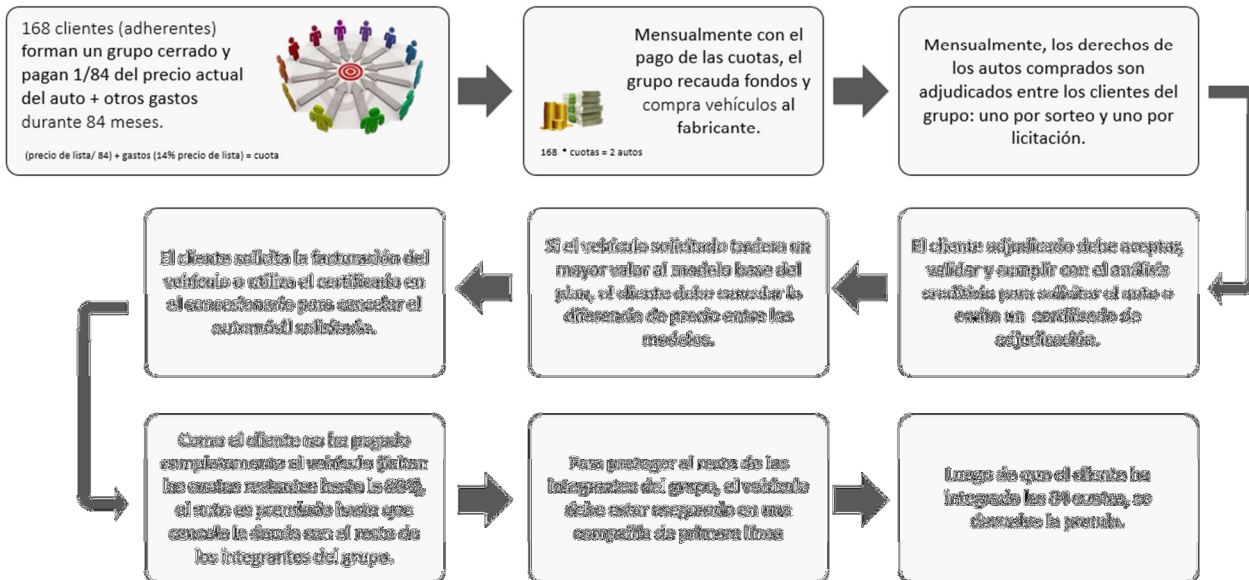 168 clientes (adherentes)
forman un grupo cerrado y
pagan 1/84 del precio actual
del auto + otros gastos
durante 84 meses.
(precio de lista/ 84) + gastos (14% precio de lista) = cuota
Mensualmente con el
pago de las cuotas, el
grupo recauda fondos y
compra vehículos al
fabricante.
168 * cuotas = 2 autos
Mensualmente, los derechos de
los autos comprados son
adjudicados entre los clientes del
grupo: uno por sorteo y uno por
licitación.
El cliente adjudicado debe aceptar,
validar y cumplir con el análisis
crediticio para solicitar el auto o
emite un certificado de
adjudicación.
Si el vehículo solicitado tuviera un
mayor valor al modelo base del
plan, el cliente debe cancelar la
diferencia de precio entre los
modelos.
El cliente solicita la facturación del
vehículo o utiliza el certificado en
el concesionario para cancelar el
automóvil solicitado.
Como el cliente no ha pagado
completamente el vehículo (faltan
las cuotas restantes hasta la
el auto es prendado hasta que
cancele la deuda con el resto de
los integrantes del grupo.
Para proteger al resto de los
integrantes del grupo, el vehículo
debe estar asegurado en una
compañía de primera línea
Luego de que el cliente ha
integrado las 84 cuotas, se
devuelve la prenda.